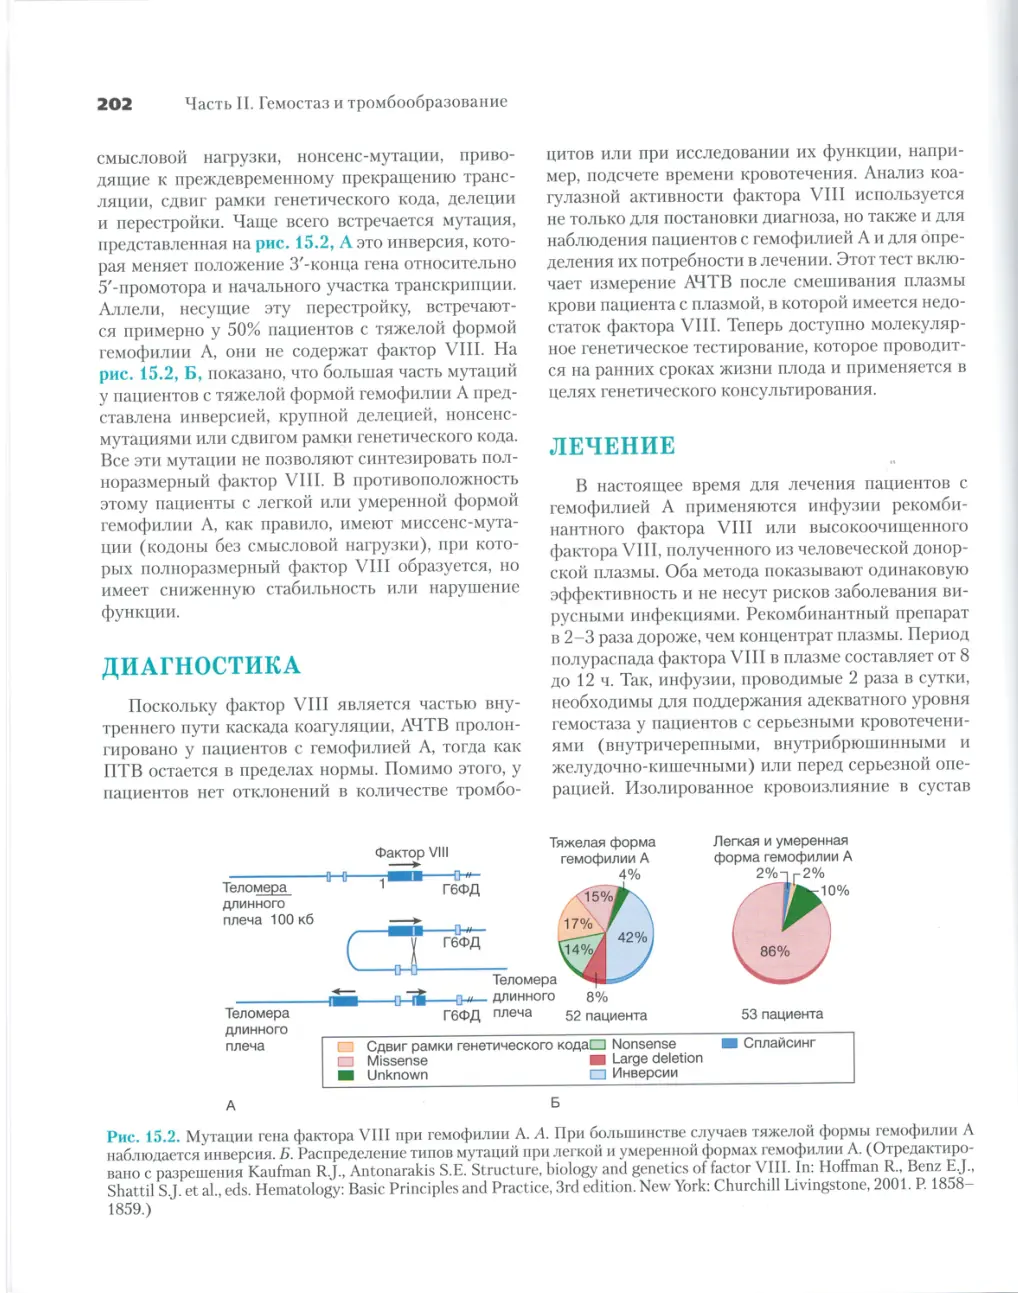 202 Часть II. Гемостаз и тромбообразование
смысловой нагрузки, нонсенс-мутации, приво-
дящие к преждевременному прекращению транс-
ляции, сдвиг рамки генетического кода, делеции
и перестройки. Чаще всего встречается мутация,
представленная на рис. 15.2, А это инверсия, кото-
рая меняет положение 3′-конца гена относительно
5′-промотора и начального участка транскрипции.
Аллели, несущие эту перестройку, встречают-
ся примерно у 50% пациентов с тяжелой формой
гемофилии А, они не содержат фактор VIII. На
рис. 15.2, Б, показано, что большая часть мутаций
у пациентов с тяжелой формой гемофилии А пред-
ставлена инверсией, крупной делецией, нонсенс-
мутациями или сдвигом рамки генетического кода.
Все эти мутации не позволяют синтезировать пол-
норазмерный фактор VIII. В противоположность
этому пациенты с легкой или умеренной формой
гемофилии А, как правило, имеют миссенс-мута-
ции (кодоны без смысловой нагрузки), при кото-
рых полноразмерный фактор VIII образуется, но
имеет сниженную стабильность или нарушение
функции.
ДИАГНОСТИКА
Поскольку фактор VIII является частью вну-
треннего пути каскада коагуляции, АЧТВ пролон-
гировано у пациентов с гемофилией А, тогда как
ПТВ остается в пределах нормы. Помимо этого, у
пациентов нет отклонений в количестве тромбо-
цитов или при исследовании их функции, напри-
мер, подсчете времени кровотечения. Анализ коа-
гулазной активности фактора VIII используется
не только для постановки диагноза, но также и для
наблюдения пациентов с гемофилией А и для опре-
деления их потребности в лечении. Этот тест вклю-
чает измерение АЧТВ после смешивания плазмы
крови пациента с плазмой, в которой имеется недо-
статок фактора VIII. Теперь доступно молекуляр-
ное генетическое тестирование, которое проводит-
ся на ранних сроках жизни плода и применяется в
целях генетического консультирования.
ЛЕЧЕНИЕ
В настоящее время для лечения пациентов с
гемофилией А применяются инфузии рекомби-
нантного фактора VIII или высокоочищенного
фактора VIII, полученного из человеческой донор-
ской плазмы. Оба метода показывают одинаковую
эффективность и не несут рисков заболевания ви-
русными инфекциями. Рекомбинантный препарат
в 2–3 раза дороже, чем концентрат плазмы. Период
полураспада фактора VIII в плазме составляет от 8
до 12 ч. Так, инфузии, проводимые 2 раза в сутки,
необходимы для поддержания адекватного уровня
гемостаза у пациентов с серьезными кровотечени-
ями (внутричерепными, внутрибрюшинными и
желудочно-кишечными) или перед серьезной опе-
рацией. Изолированное кровоизлияние в сустав
Фактор VIII
Теломера
длинного
плеча 100 кб
1
Г6ФД
Г6ФД
Теломера
длинного
плеча
Теломера
длинного
плеча
Г6ФД
Тяжелая форма
гемофилии А
4%
15%
17%
14%
42%
8%
52 пациента
Легкая и умеренная
форма гемофилии А
2% 2%
10%
86%
53 пациента
Сдвиг рамки генетического кода Nonsense Сплайсинг
Missense Large deletion
Unknown Инверсии
А Б
Рис. 15.2. Мутации гена фактора VIII при гемофилии А. А. При большинстве случаев тяжелой формы гемофилии А
наблюдается инверсия. Б. Распределение типов мутаций при легкой и умеренной формах гемофилии А. (Отредактиро-
вано с разрешения Kaufman R.J., Antonarakis S.E. Structure, biology and genetics of factor VIII. In: Hoffman R., Benz E.J.,
Shattil S.J. et al., eds. Hematology: Basic Principles and Practice, 3rd edition. New York: Churchill Livingstone, 2001. P. 1858–
1859.)